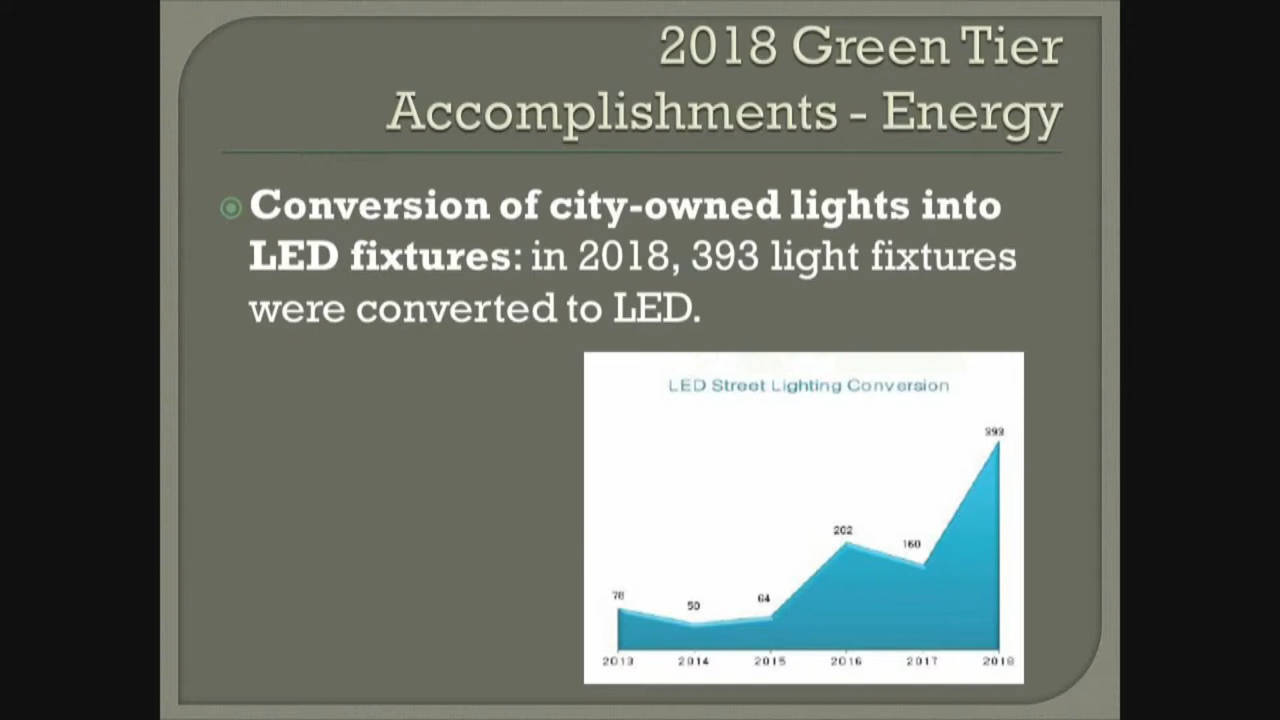 2018 Green Tier
Accomplishments - Energy
Conversion of city-owned lights into
LED fixtures: in 2018, 393 light fixtures
were converted to LED.
LED Street Lighting Conversion
393
202
160
64
50
2013
2014
2015
2016
2017
2018